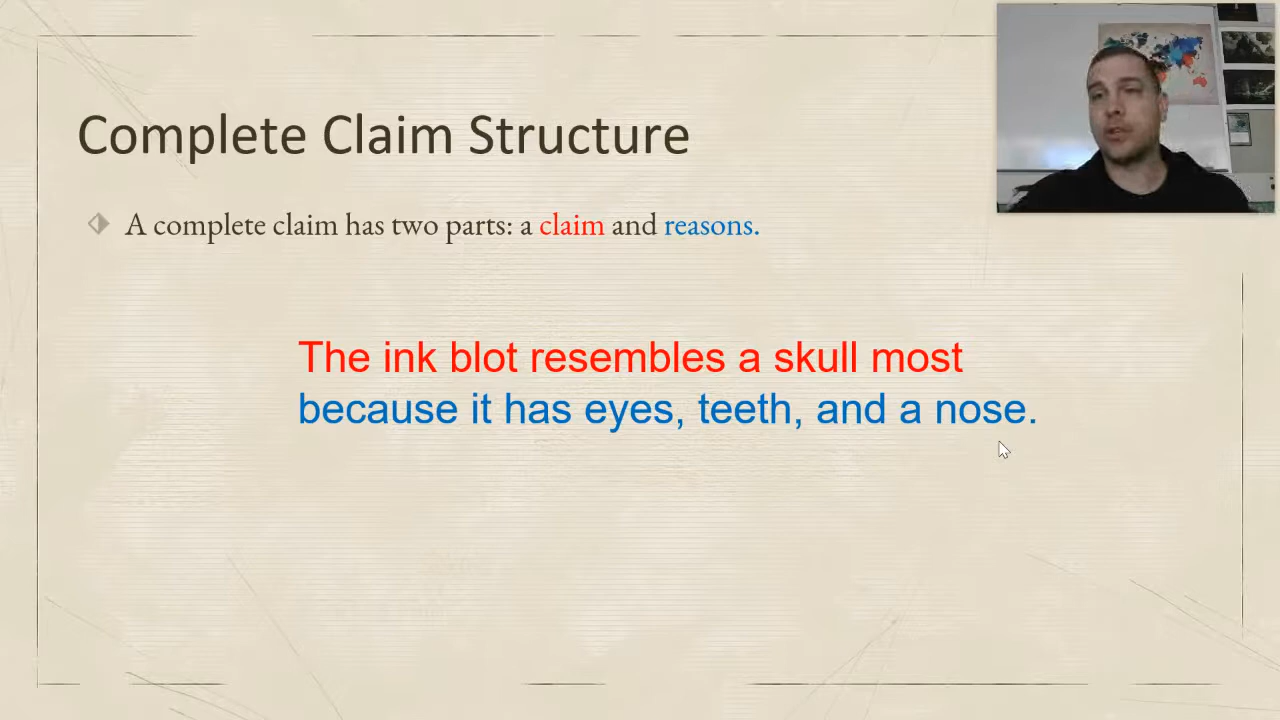 Complete Claim Structure
A complete claim has two parts: a claim and reasons.
The ink blot resembles a skull most
because it has eyes, teeth, and a nose.